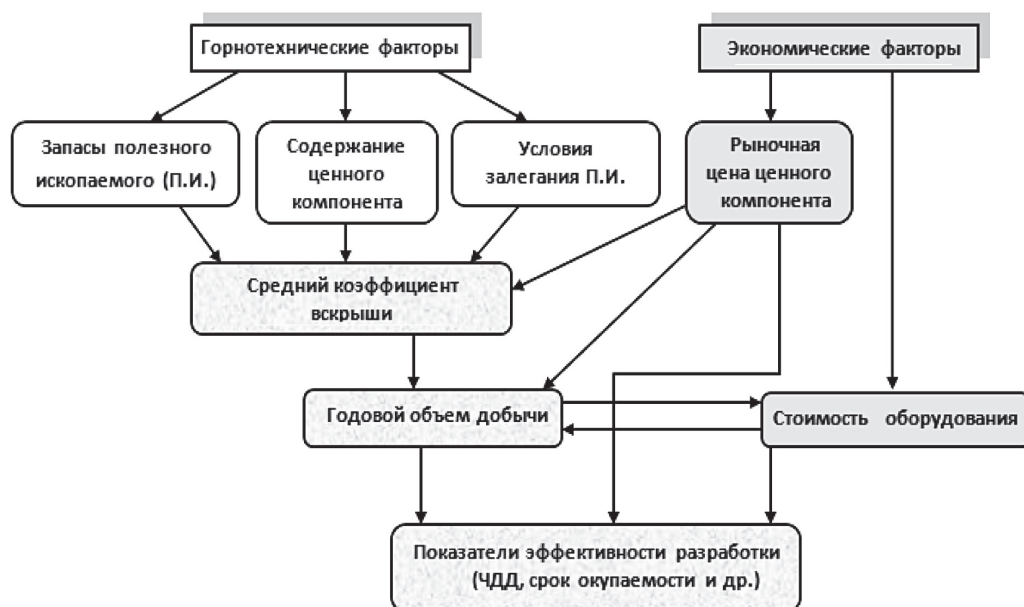 Горнотехнические факторы
Экономические факторы
Запасы полезного
ископаемого (П.И.)
Содержание
ценного
компонента
Условия
залегания П.И.
Рыночная
цена ценного
компонента
Средний коэффициент
вскрыши
Годовой объем добычи
Стоимость оборудования
Показатели эффективности разработки
(ЧДД, срок окупаемости и др.)